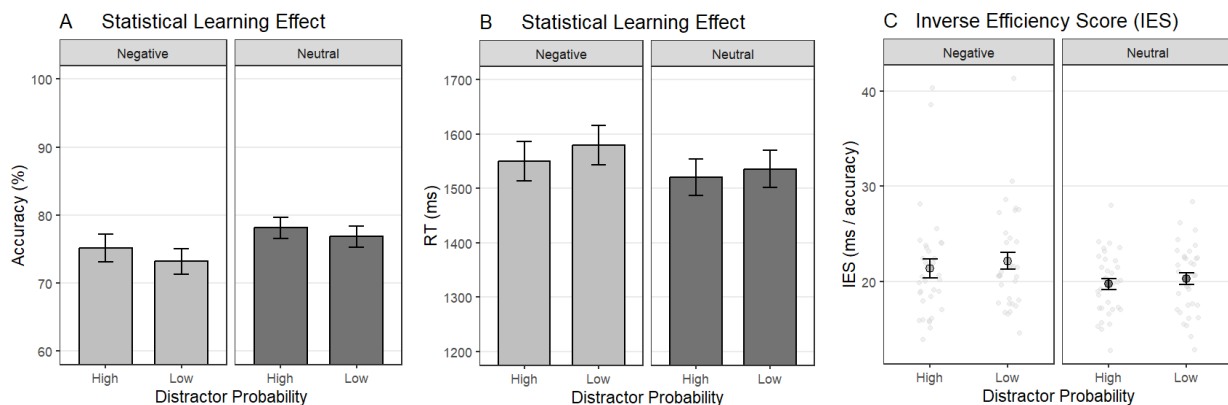 A Statistical Learning Effect
Negative Neutral
Accuracy (%)
100
90
80
70
60
High Low High Low
Distractor Probability
B Statistical Learning Effect
Negative Neutral
RT (ms)
1700
1600
1500
1400
1300
1200
High Low High Low
Distractor Probability
C Inverse Efficiency Score (IES)
Negative Neutral
IES (ms / accuracy)
40
30
20
High Low High Low
Distractor Probability